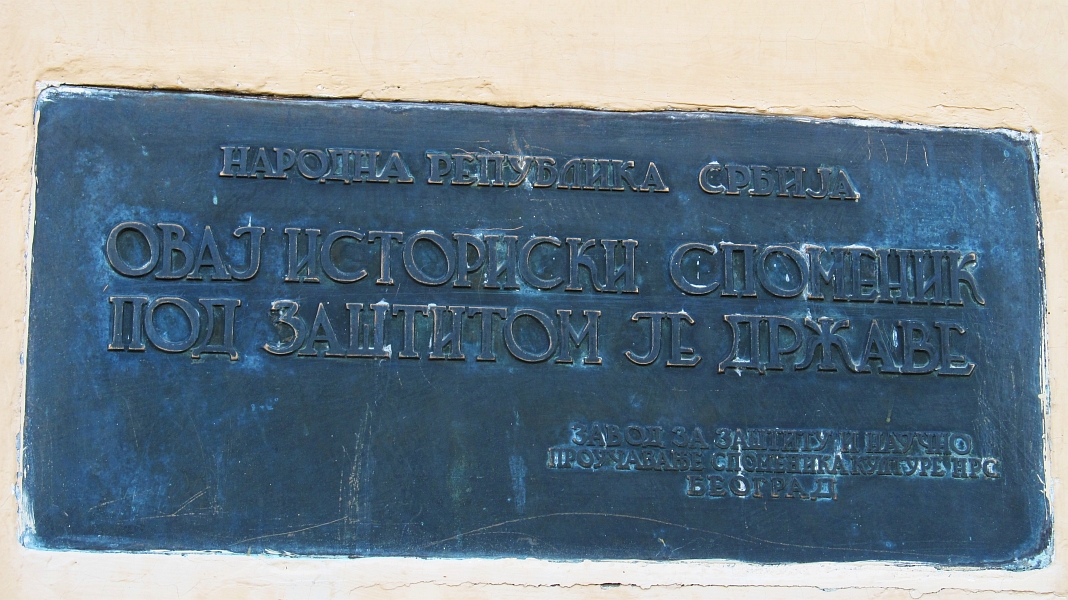 НАРОДНА РЕПУБЛИКА СРБИЈА
ОВАЈ ИСТОРИСКИ СПОМЕНИК
ПОД ЗАШТИТОМ ЈЕ ДРЖАВЕ
ЗАВОД ЗА ЗАШТИТУ И НАУЧНО
ПРОУЧАВАЊЕ СПОМЕНИКА КУЛТУРЕ НРС
БЕОГРАД